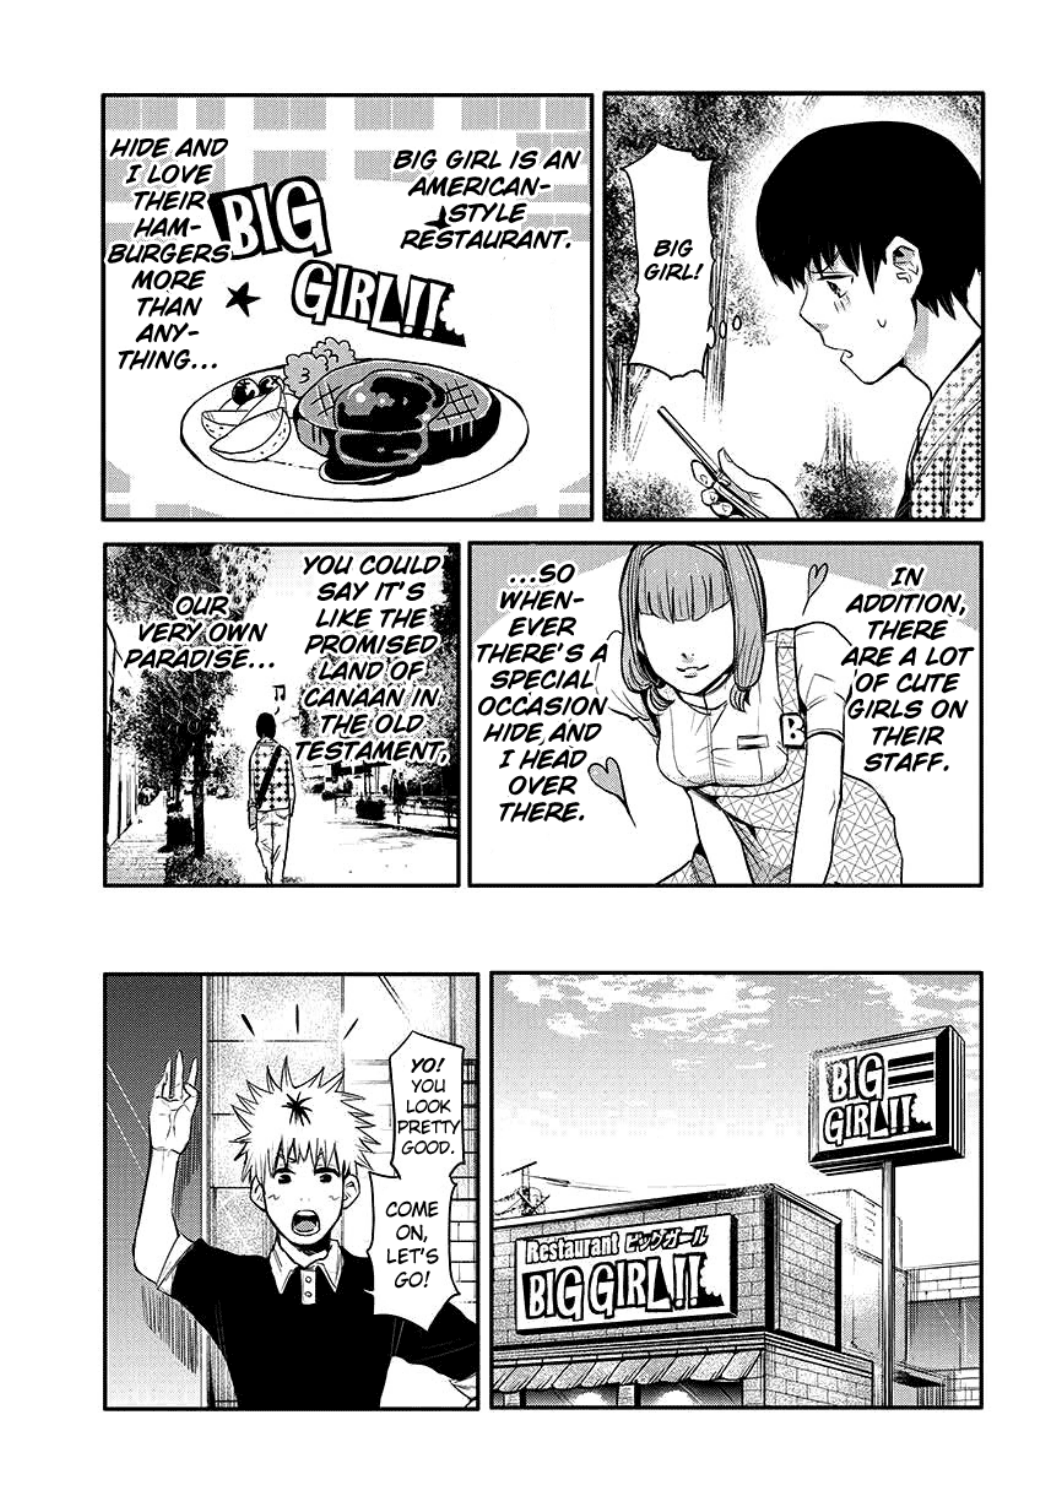 BIG
GIRL!
BIG GIRL IS AN
AMERICAN-
STYLE
RESTAURANT.
BIG
GIRL!!
HIDE AND
I LOVE
THEIR
HAM-
BURGERS
MORE
THAN
ANY-
THING...
IN
ADDITION,
THERE
ARE A LOT
OF CUTE
GIRLS ON
THEIR
STAFF.
B
...SO
WHEN-
EVER
THERE'S A
SPECIAL
OCCASION
HIDE AND
I HEAD
OVER
THERE.
YOU COULD
SAY IT'S
LIKE THE
PROMISED
LAND OF
CANAAN IN
THE OLD
TESTAMENT,
OUR
VERY OWN
PARADISE...
BIG
GIRL!!
Restaurant ビッグガール
BIG GIRL!!
YO!
YOU
LOOK
PRETTY
GOOD.
COME
ON,
LET'S
GO!